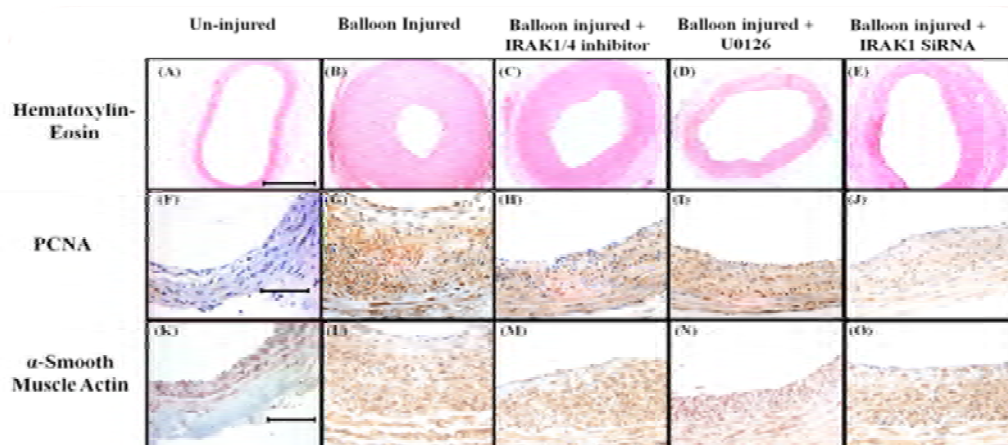 Un-injured
Balloon Injured
Balloon injured +
IRAK1/4 inhibitor
Balloon injured +
U0126
Balloon injured +
IRAK1 SiRNA
Hematoxylin-
Eosin
(A)
(B)
(C)
(D)
(E)
PCNA
(F)
(G)
(H)
(I)
(J)
α-Smooth
Muscle Actin
(K)
(L)
(M)
(N)
(O)